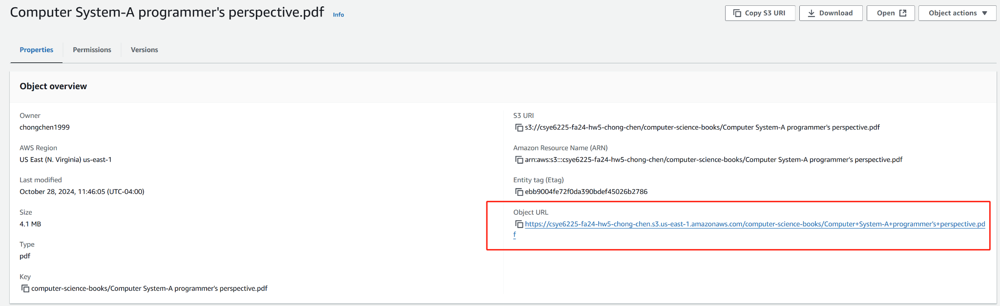 Computer System-A programmer's perspective.pdf Info
Copy S3 URI Download Open Object actions
Properties Permissions Versions
Object overview
Owner
chongchen1999
AWS Region
US East (N. Virginia) us-east-1
Last modified
October 28, 2024, 11:46:05 (UTC-04:00)
Size
4.1 MB
Type
pdf
Key
computer-science-books/Computer System-A programmer's perspective.pdf
S3 URI
s3://csye6225-fa24-hw5-chong-chen/computer-science-books/Computer System-A programmer's perspective.pdf
Amazon Resource Name (ARN)
arn:aws:s3:::csye6225-fa24-hw5-chong-chen/computer-science-books/Computer System-A programmer's perspective.pdf
Entity tag (Etag)
ebb9004fe72f0da390bdef45026b2786
Object URL
https://csye6225-fa24-hw5-chong-chen.s3.us-east-1.amazonaws.com/computer-science-books/Computer+System-A+programmer's+perspective.pd
f